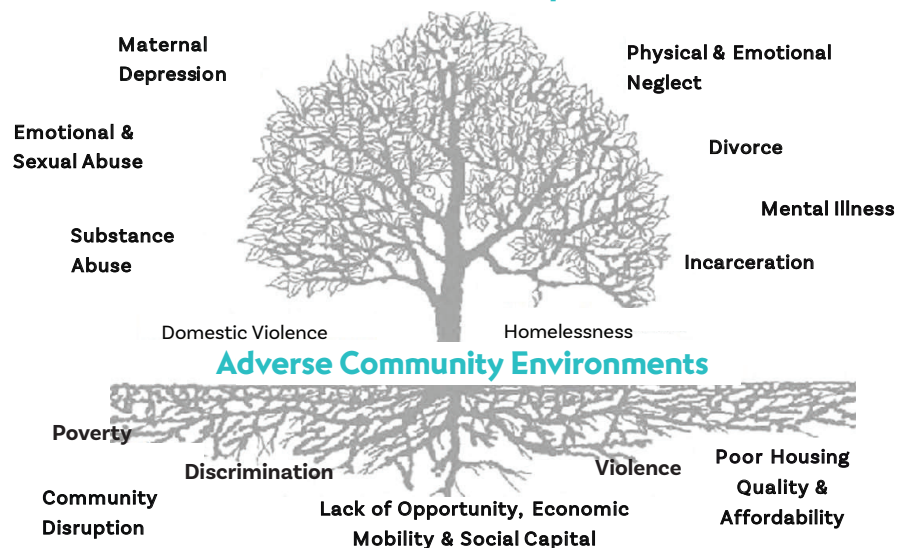 Maternal
Depression
Physical & Emotional
Neglect
Emotional &
Sexual Abuse
Divorce
Mental Illness
Substance
Abuse
Incarceration
Domestic Violence
Homelessness
Adverse Community Environments
Poverty
Discrimination
Violence
Poor Housing
Quality &
Affordability
Community
Disruption
Lack of Opportunity, Economic
Mobility & Social Capital